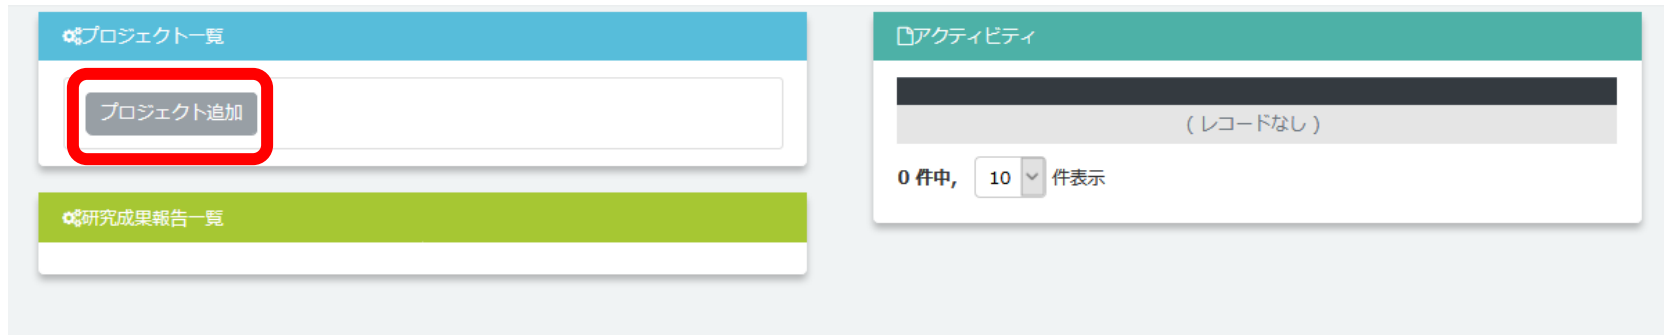 プロジェクト一覧
プロジェクト追加
研究成果報告一覧
アクティビティ
( レコードなし )
0 件中, 10 件表示